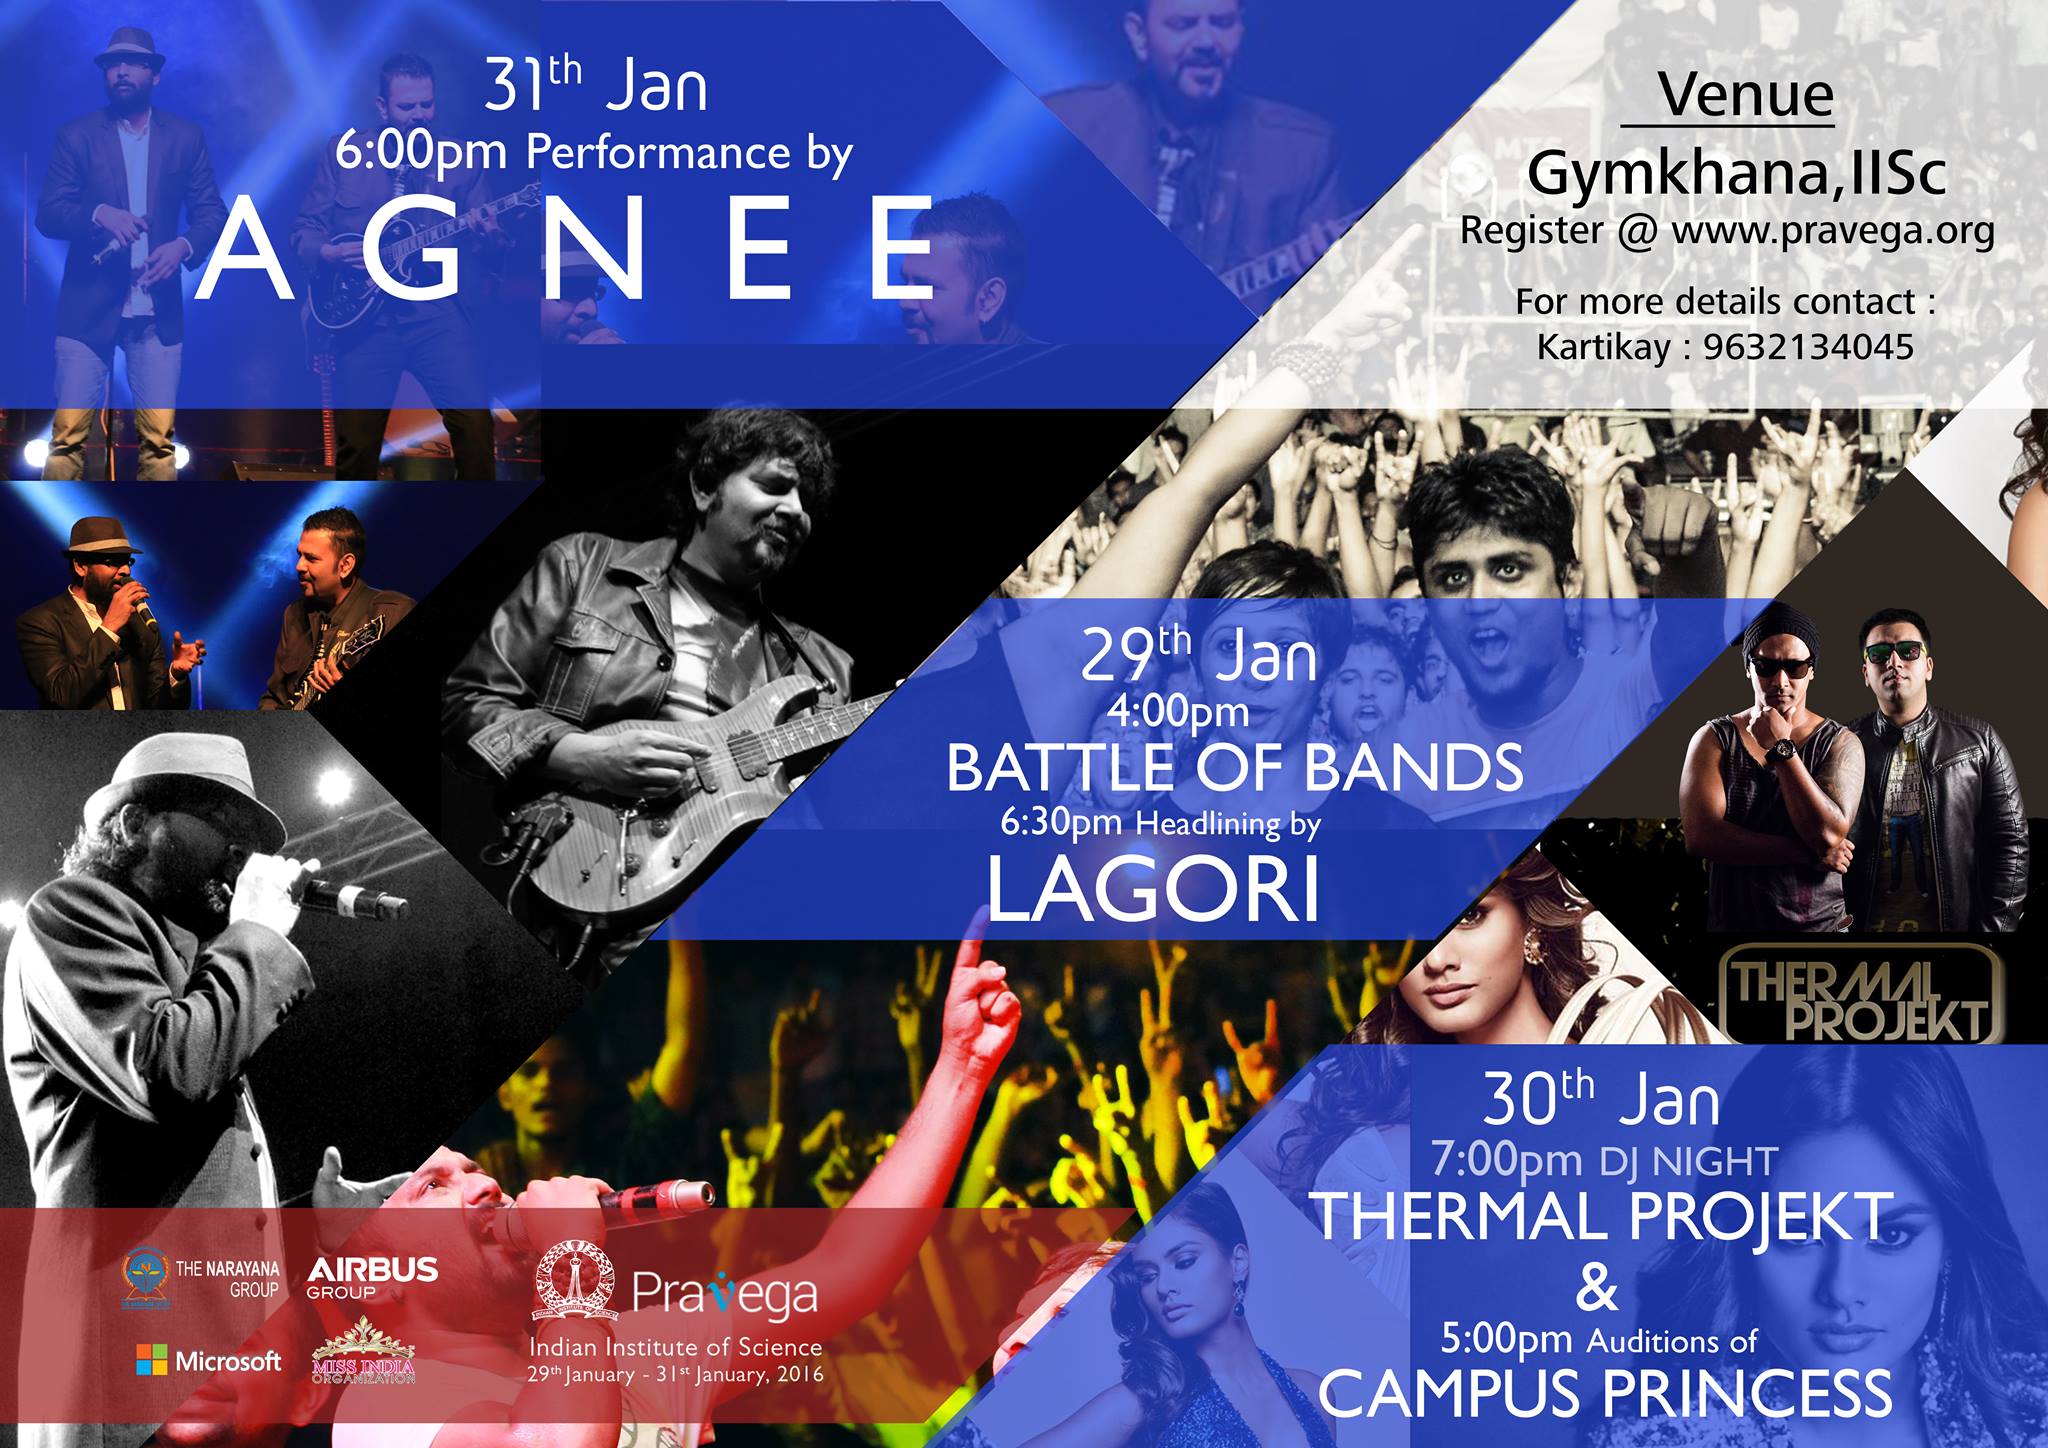 31th Jan
6:00pm Performance by
AGNEE
Venue
Gymkhana,IISc
Register @ www.pravega.org
For more details contact :
Kartikay : 9632134045
29th Jan
4:00pm
BATTLE OF BANDS
6:30pm Headlining by
LAGORI
THERMAL
PROJEKT
30th Jan
7:00pm DJ NIGHT
THERMAL PROJEKT
&
5:00pm Auditions of
CAMPUS PRINCESS
THE NARAYANA
GROUP
AIRBUS
GROUP
Microsoft
MISS INDIA
ORGANIZATION
Pravega
Indian Institute of Science
29th January - 31st January, 2016